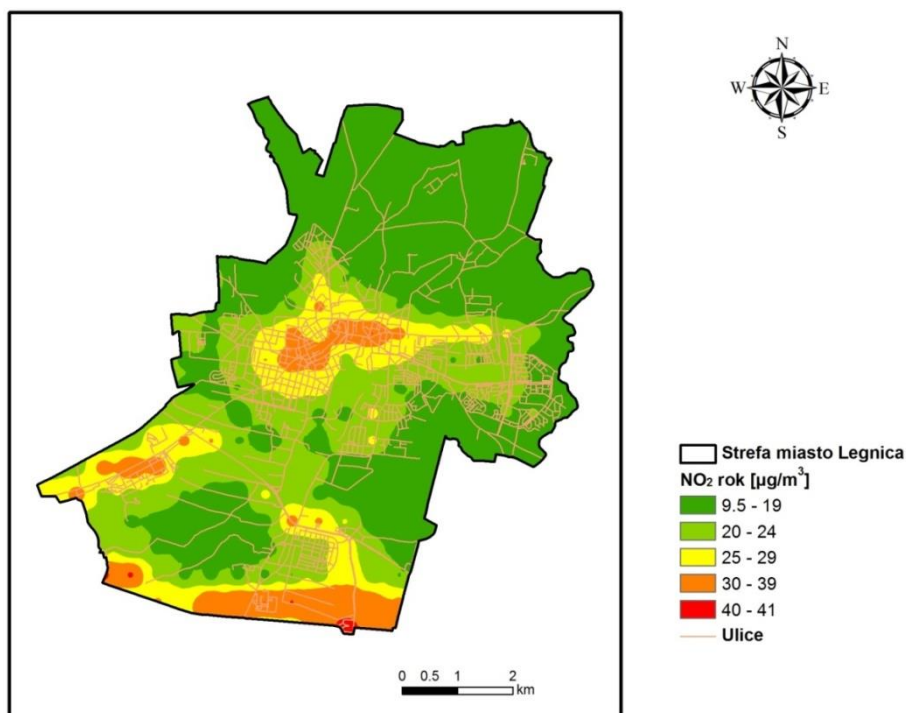 N
W E
S
Strefa miasto Legnica
NO₂ rok [µg/m³]
9.5 - 19
20 - 24
25 - 29
30 - 39
40 - 41
Ulice
0 0.5 1 2
km